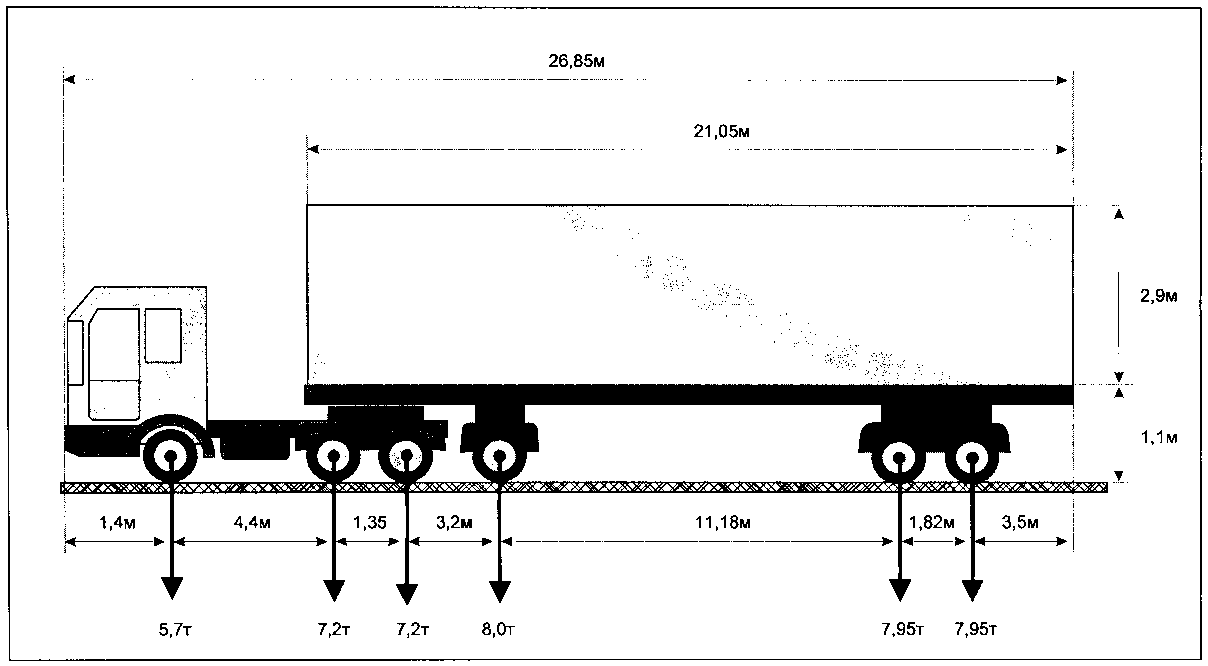 26,85м
21,05м
2,9м
1,1м
1,4м 4,4м 1,35 3,2м 11,18м 1,82м 3,5м
5,7т 7,2т 7,2т 8,0т 7,95т 7,95т